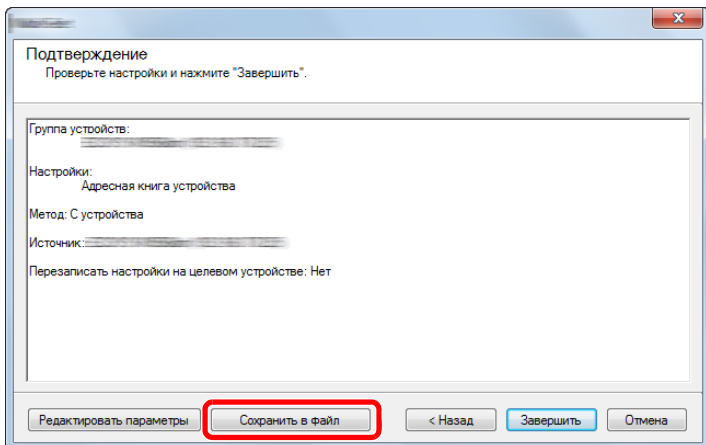 Подтверждение
Проверьте настройки и нажмите "Завершить".
Группа устройств:
Настройки:
Адресная книга устройства
Метод: С устройства
Источник:
Перезаписать настройки на целевом устройстве: Нет
Редактировать параметры Сохранить в файл < Назад Завершить Отмена